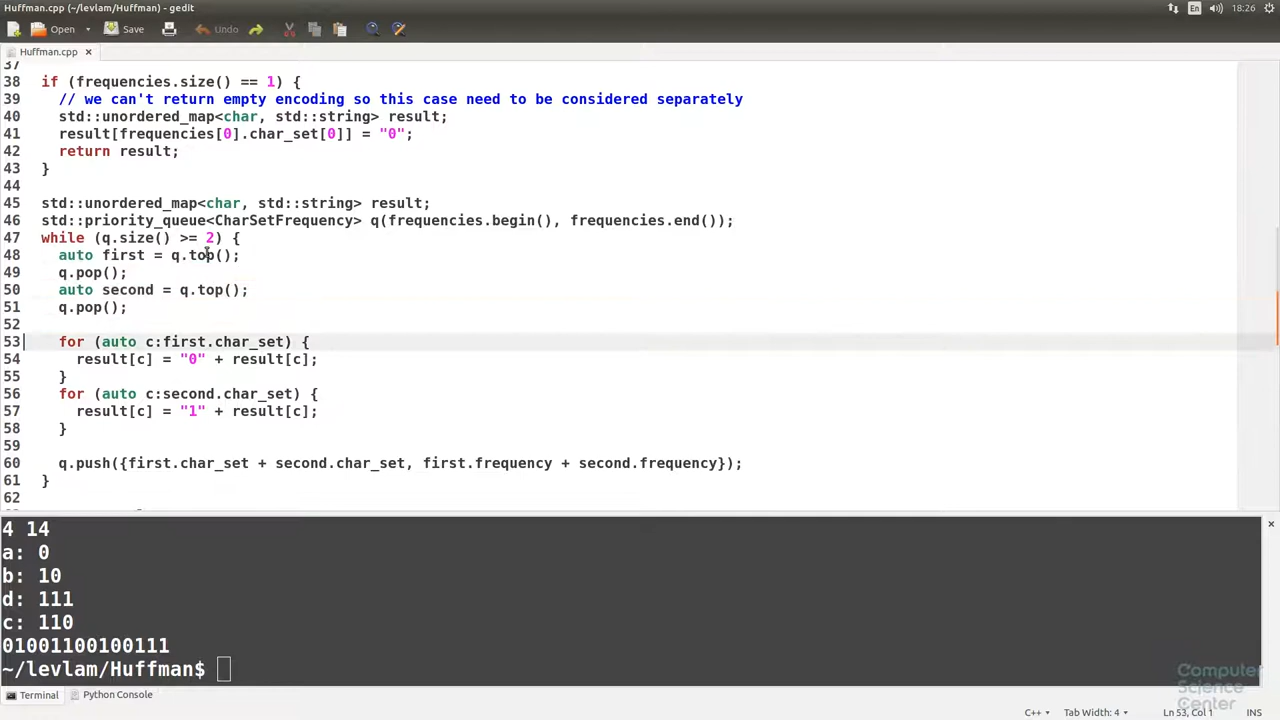 Huffman.cpp (~/levlam/Huffman) - gedit
En 18:26
Open Save Undo
Huffman.cpp ×
37
38 if (frequencies.size() == 1) {
39 // we can't return empty encoding so this case need to be considered separately
40 std::unordered_map<char, std::string> result;
41 result[frequencies[0].char_set[0]] = "0";
42 return result;
43 }
44
45 std::unordered_map<char, std::string> result;
46 std::priority_queue<CharSetFrequency> q(frequencies.begin(), frequencies.end());
47 while (q.size() >= 2) {
48 auto first = q.top();
49 q.pop();
50 auto second = q.top();
51 q.pop();
52
53 for (auto c:first.char_set) {
54 result[c] = "0" + result[c];
55 }
56 for (auto c:second.char_set) {
57 result[c] = "1" + result[c];
58 }
59
60 q.push({first.char_set + second.char_set, first.frequency + second.frequency});
61 }
62
4 14
a: 0
b: 10
d: 111
c: 110
01001100100111
~/levlam/Huffman$
Terminal Python Console
Computer
Science
Center
C++ Tab Width: 4 Ln 53, Col 1 INS